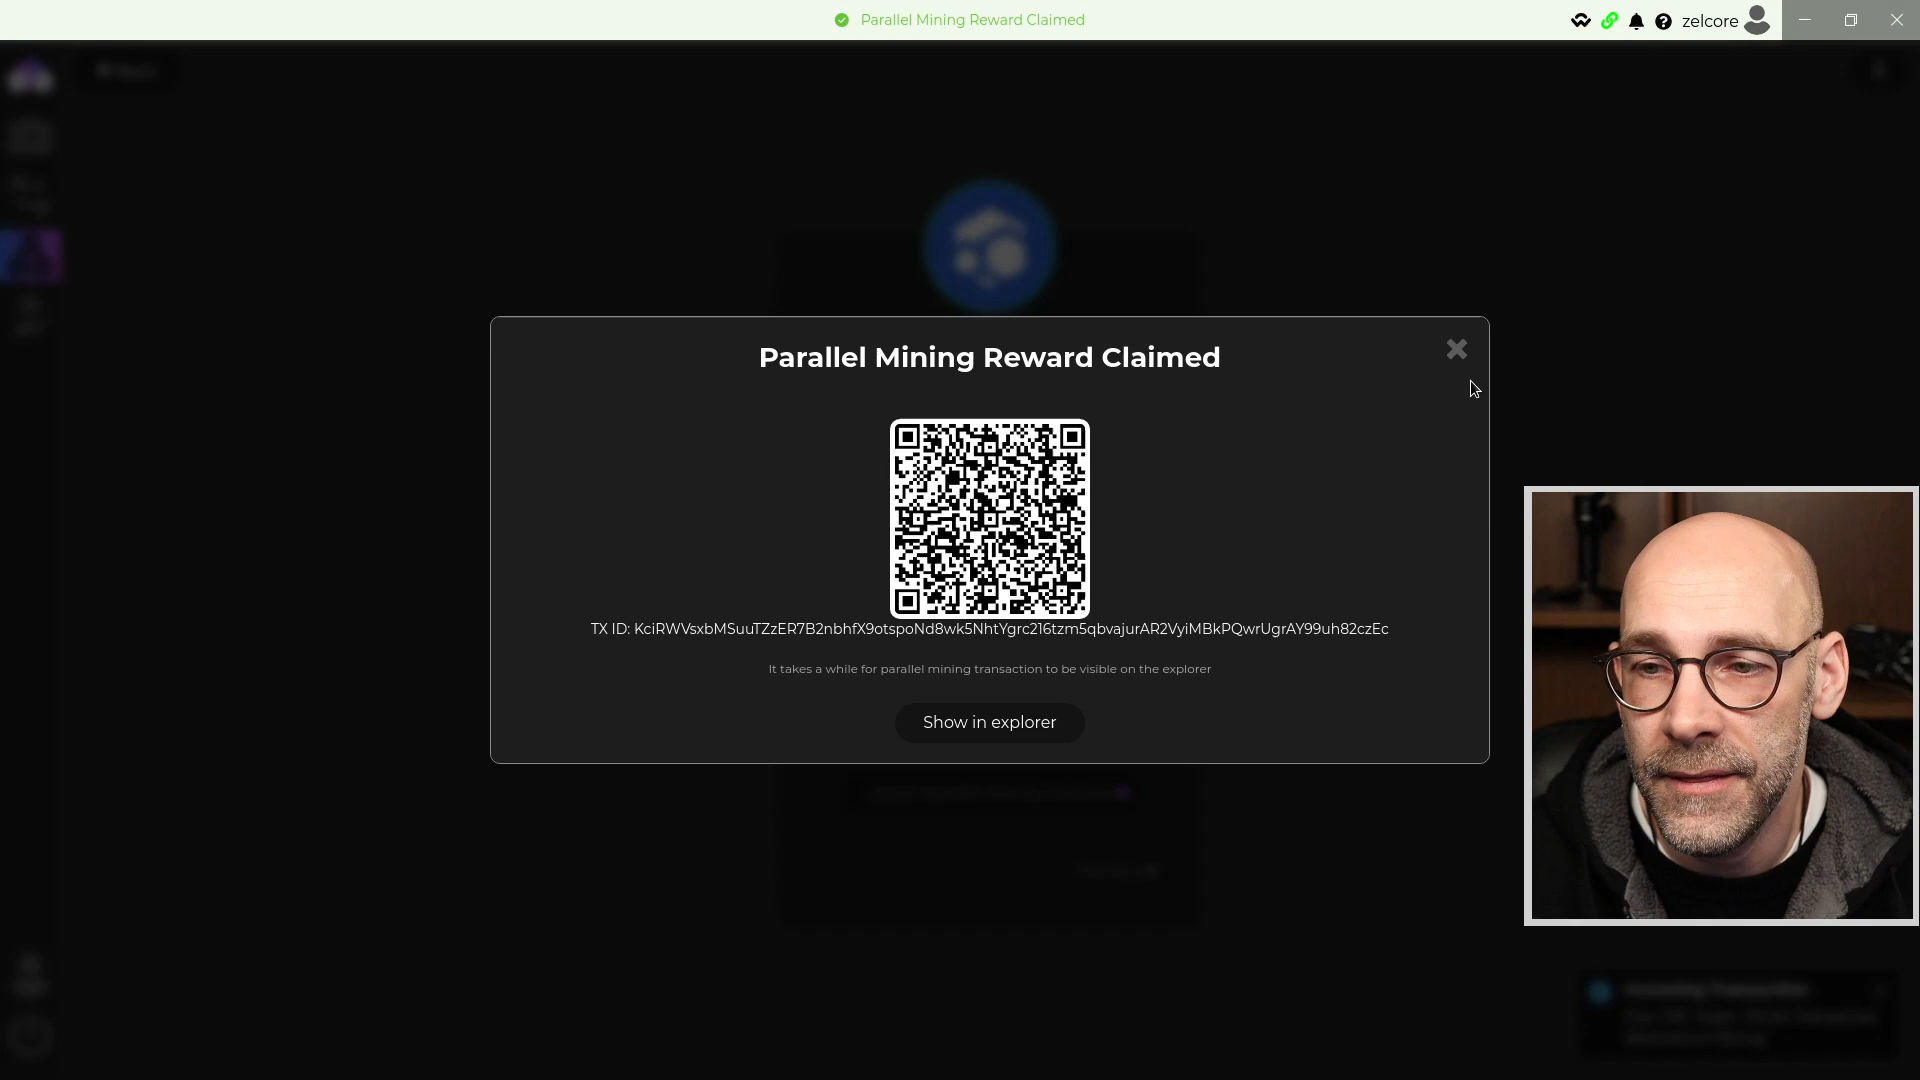 Parallel Mining Reward Claimed
zelcore
Parallel Mining Reward Claimed
TX ID: KciRWVsxbMSuuTZzER7B2nbhfX9otspoNd8wk5NhtYgrc216tzm5qbvajurAR2VyiMBkPQwrUgrAY99uh82czEc
It takes a while for parallel mining transaction to be visible on the explorer
Show in explorer